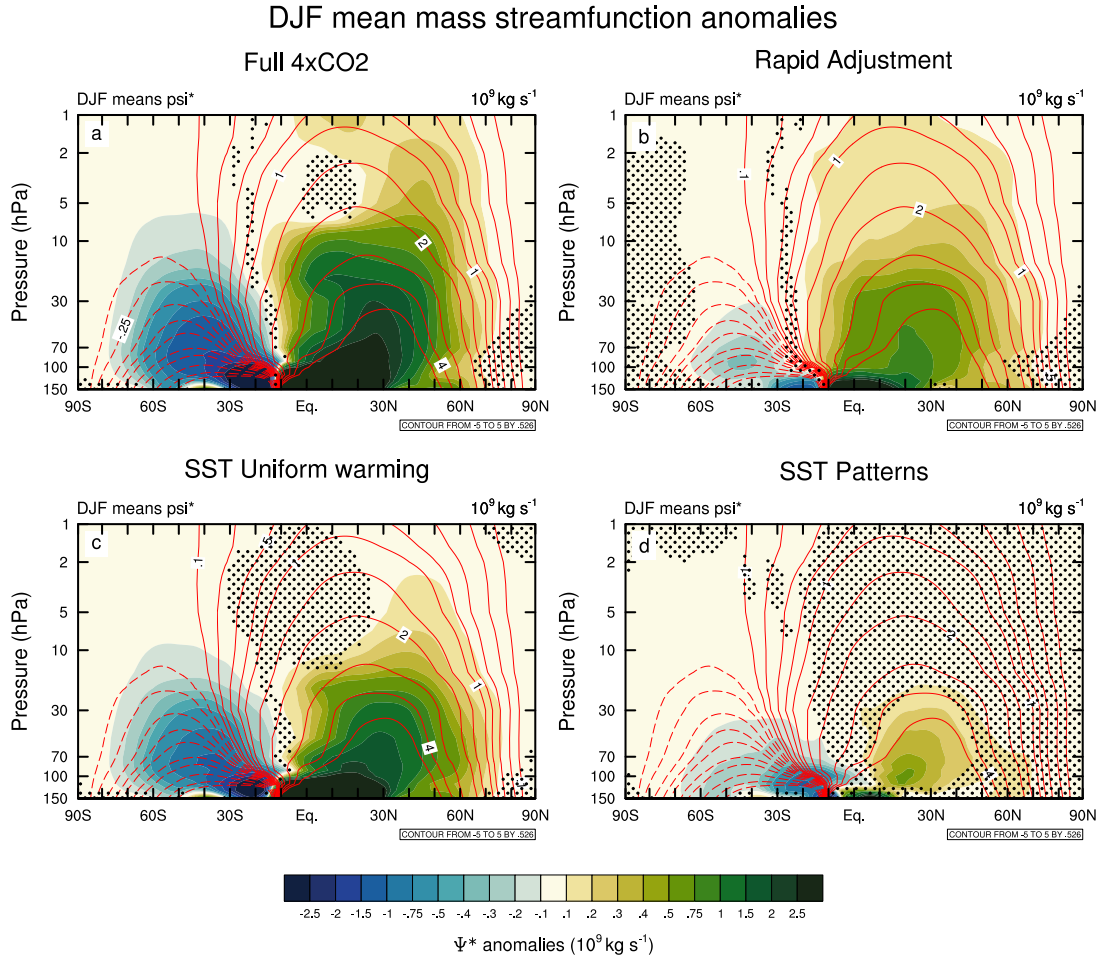 DJF mean mass streamfunction anomalies
Full 4xCO2
Rapid Adjustment
DJF means psi* 10⁹ kg s⁻¹
DJF means psi* 10⁹ kg s⁻¹
a
b
Pressure (hPa)
1
2
5
10
30
70
100
150
1
2
4
-.25
90S 60S 30S Eq. 30N 60N 90N
CONTOUR FROM -5 TO 5 BY .526
Pressure (hPa)
1
2
5
10
30
70
100
150
.1
1
2
1
4
90S 60S 30S Eq. 30N 60N 90N
CONTOUR FROM -5 TO 5 BY .526
SST Uniform warming
SST Patterns
DJF means psi* 10⁹ kg s⁻¹
DJF means psi* 10⁹ kg s⁻¹
c
d
Pressure (hPa)
1
2
5
10
30
70
100
150
.1
.5
1
2
1
4
90S 60S 30S Eq. 30N 60N 90N
CONTOUR FROM -5 TO 5 BY .526
Pressure (hPa)
1
2
5
10
30
70
100
150
.1
1
2
1
4
90S 60S 30S Eq. 30N 60N 90N
CONTOUR FROM -5 TO 5 BY .526
-2.5 -2 -1.5 -1 -.75 -.5 -.4 -.3 -.2 -.1 .1 .2 .3 .4 .5 .75 1 1.5 2 2.5
Ψ* anomalies (10⁹ kg s⁻¹)